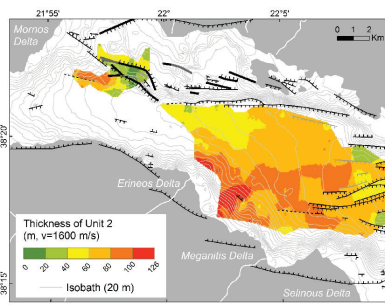 21°55'
22°
22°5'
0 1 2
Km
Mornos
Delta
38°20'
Erineos Delta
Thickness of Unit 2
(m, v=1600 m/s)
0 20 40 60 80 100 126
Isobath (20 m)
Meganitis Delta
38°15'
Selinous Delta